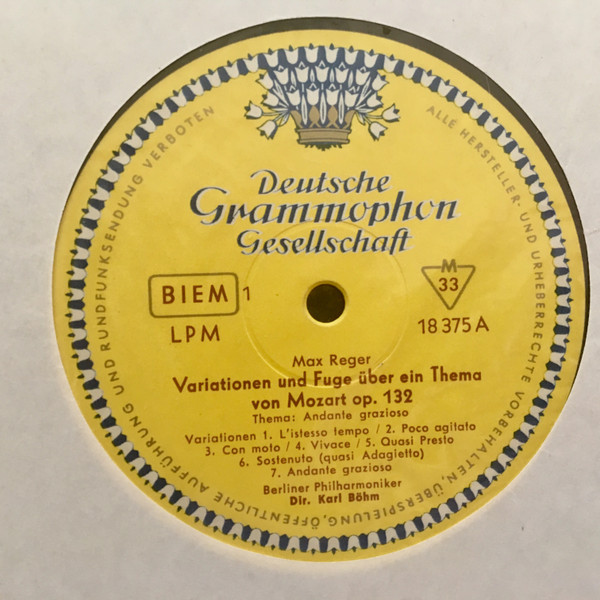 ALLE HERSTELLER- UND URHEBERRECHTE VORBEHALTEN, ÜBERSPIELUNG, ÖFFENTLICHE AUFFÜHRUNG UND RUNDFUNKSENDUNG VERBOTEN
Deutsche
Grammophon
Gesellschaft
BIEM 1
M
33
LPM
18 375 A
Max Reger
Variationen und Fuge über ein Thema
von Mozart op. 132
Thema: Andante grazioso
Variationen 1. L'istesso tempo / 2. Poco agitato
3. Con moto / 4. Vivace / 5. Quasi Presto
6. Sostenuto (quasi Adagietto)
7. Andante grazioso
Berliner Philharmoniker
Dir. Karl Böhm